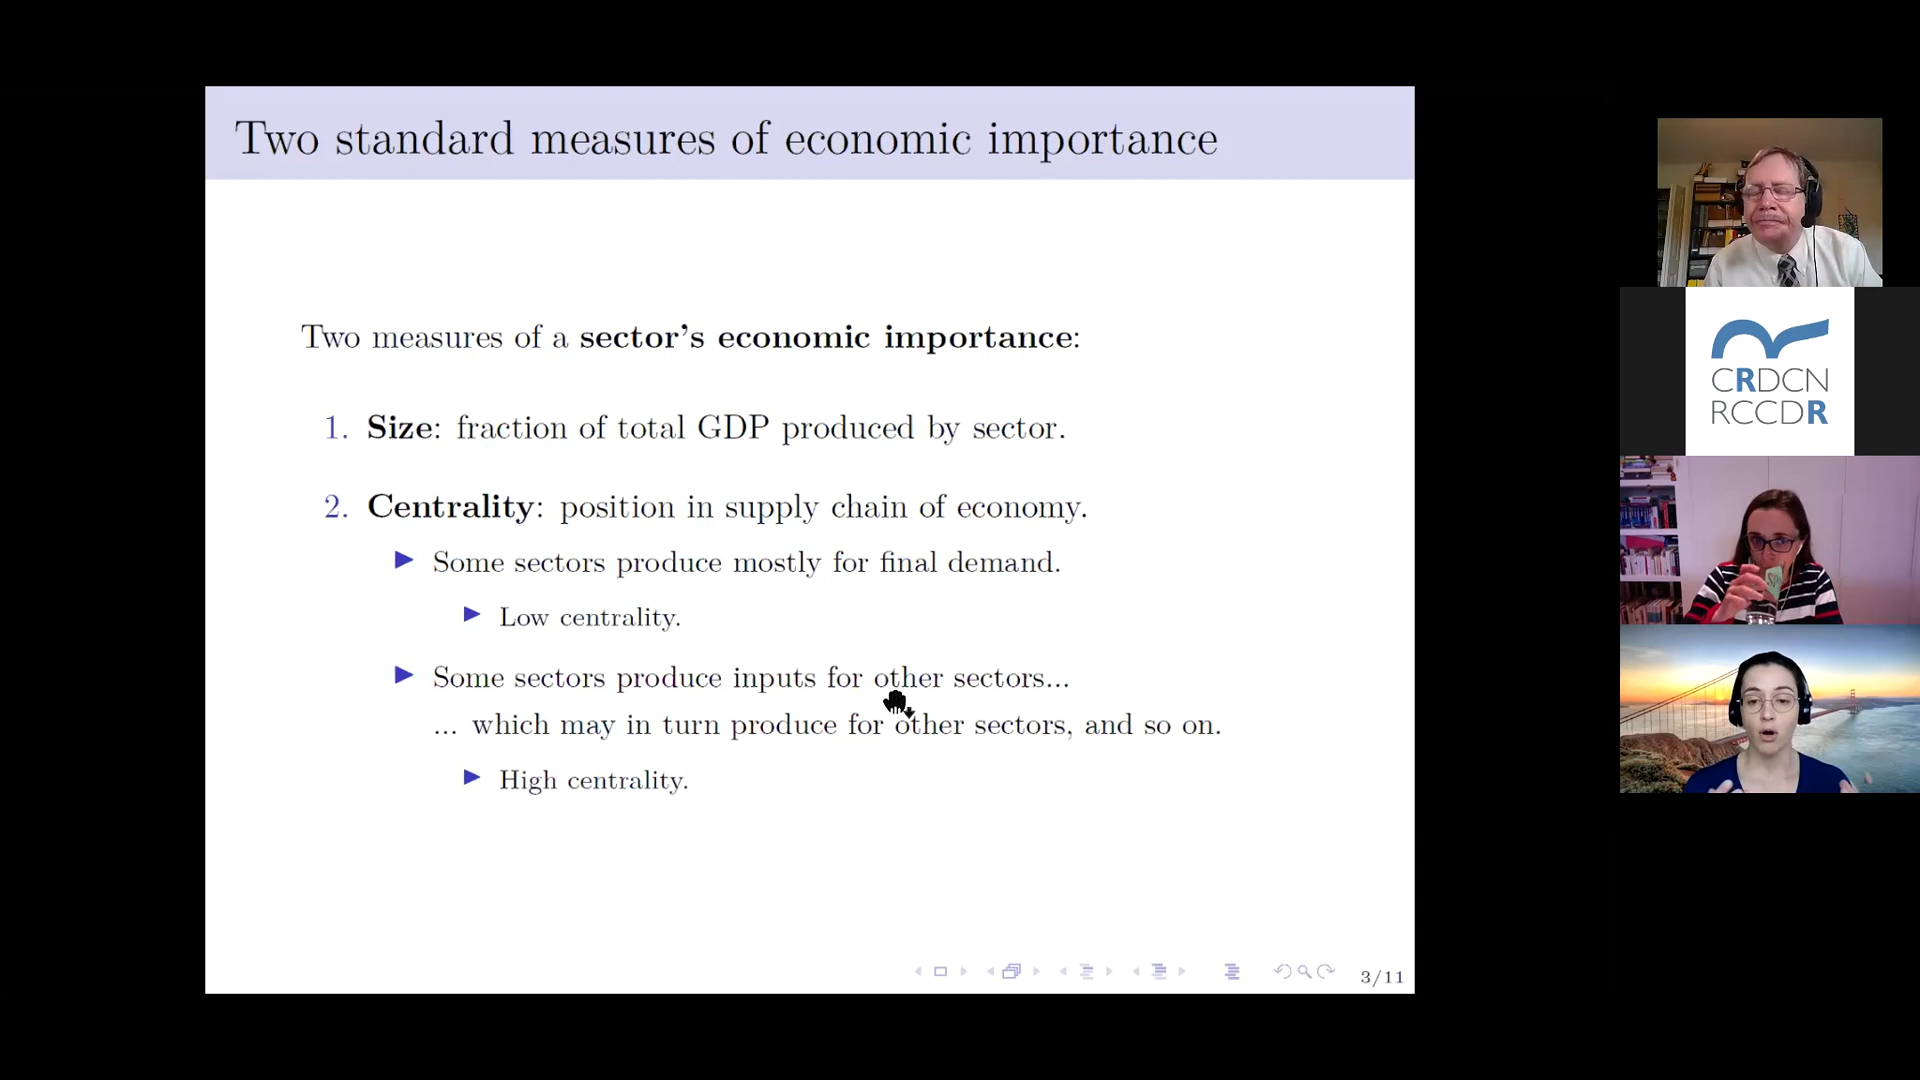 Two standard measures of economic importance
Two measures of a sector's economic importance:
1. Size: fraction of total GDP produced by sector.
2. Centrality: position in supply chain of economy.
▶ Some sectors produce mostly for final demand.
▶ Low centrality.
▶ Some sectors produce inputs for other sectors...
... which may in turn produce for other sectors, and so on.
▶ High centrality.
3/11
CRDCN
RCCDR